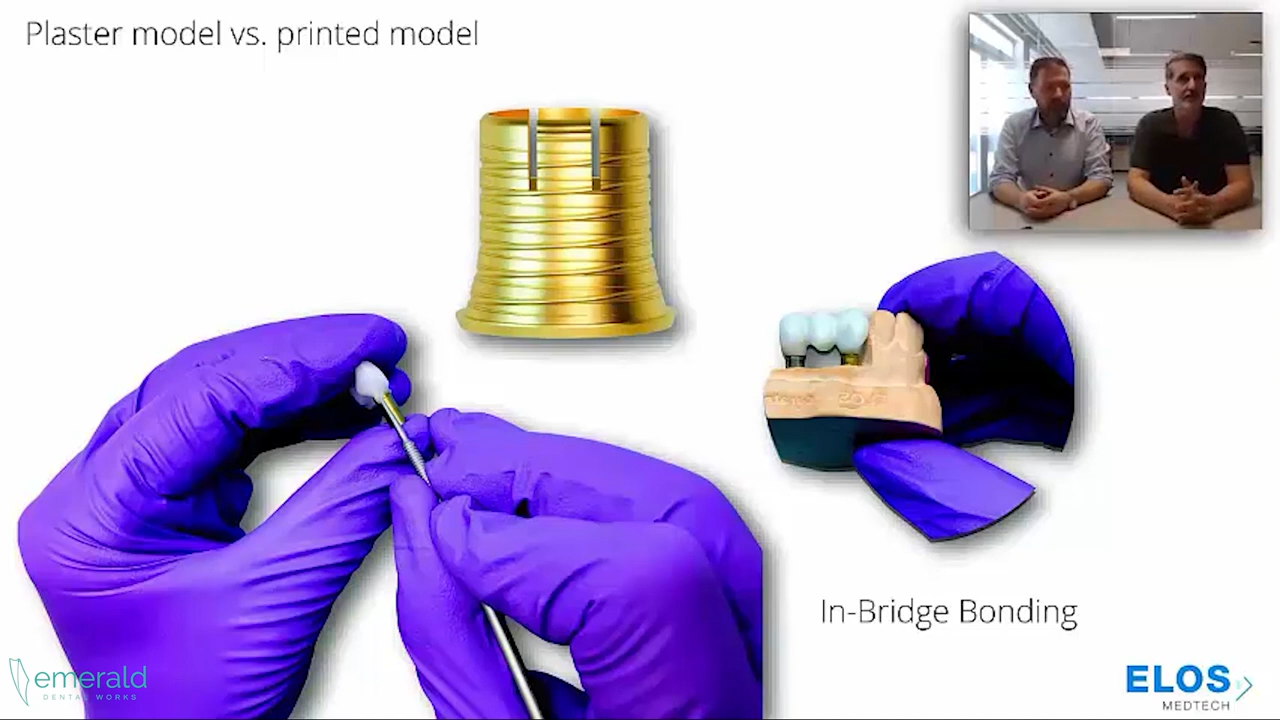 Plaster model vs. printed model
In-Bridge Bonding
emerald
DENTAL WORKS
ELOS
MEDTECH